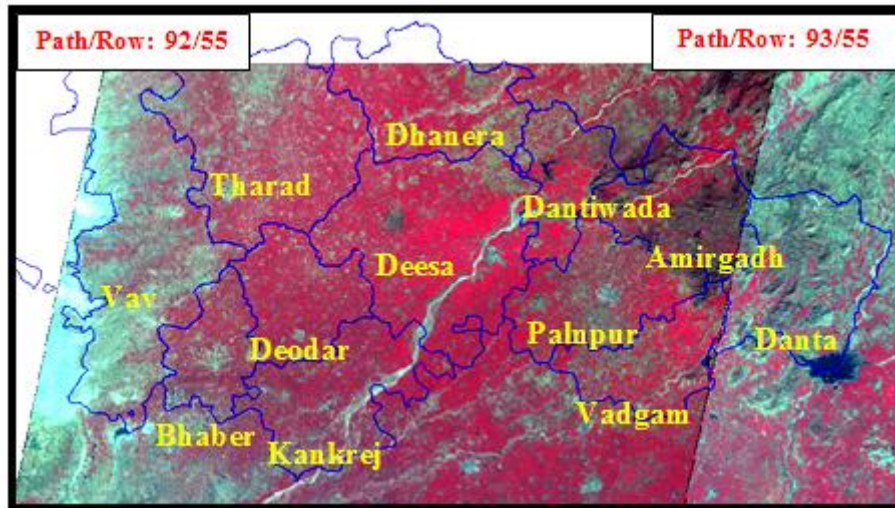 Path/Row: 92/55
Path/Row: 93/55
Dhanera
Tharad
Dantiwada
Deesa
Amirgadh
Vav
Palnpur
Danta
Deodar
Vadgam
Bhaber
Kankrej